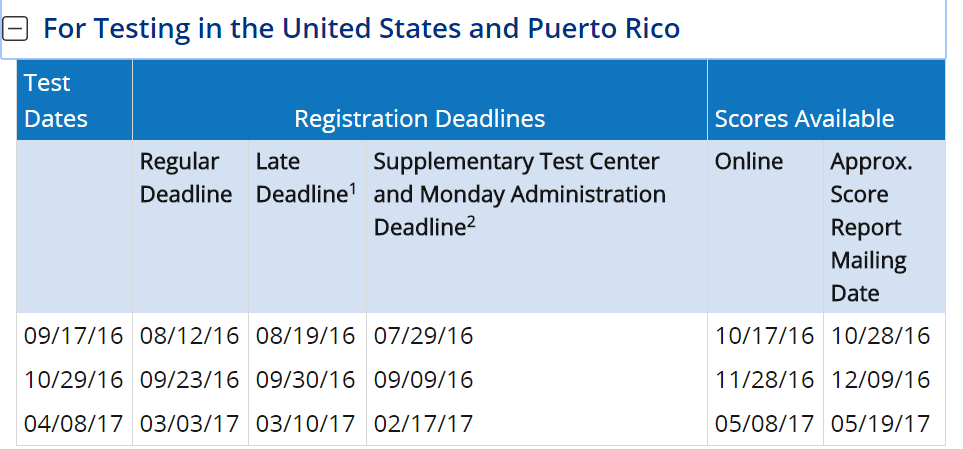 For Testing in the United States and Puerto Rico
Test
Dates
Registration Deadlines
Scores Available
Regular
Deadline
Late
Deadline¹
Supplementary Test Center
and Monday Administration
Deadline²
Online
Approx.
Score
Report
Mailing
Date
09/17/16 08/12/16 08/19/16 07/29/16 10/17/16 10/28/16
10/29/16 09/23/16 09/30/16 09/09/16 11/28/16 12/09/16
04/08/17 03/03/17 03/10/17 02/17/17 05/08/17 05/19/17